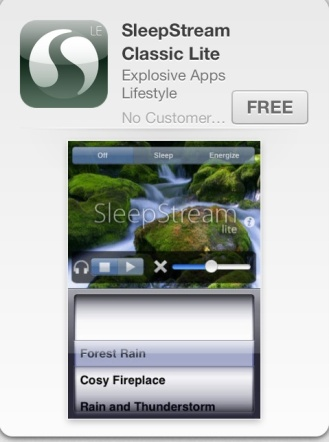 LE
SleepStream
Classic Lite
Explosive Apps
Lifestyle
No Customer...
FREE
Off Sleep Energize
SleepStream
lite
Forest Rain
Cosy Fireplace
Rain and Thunderstorm